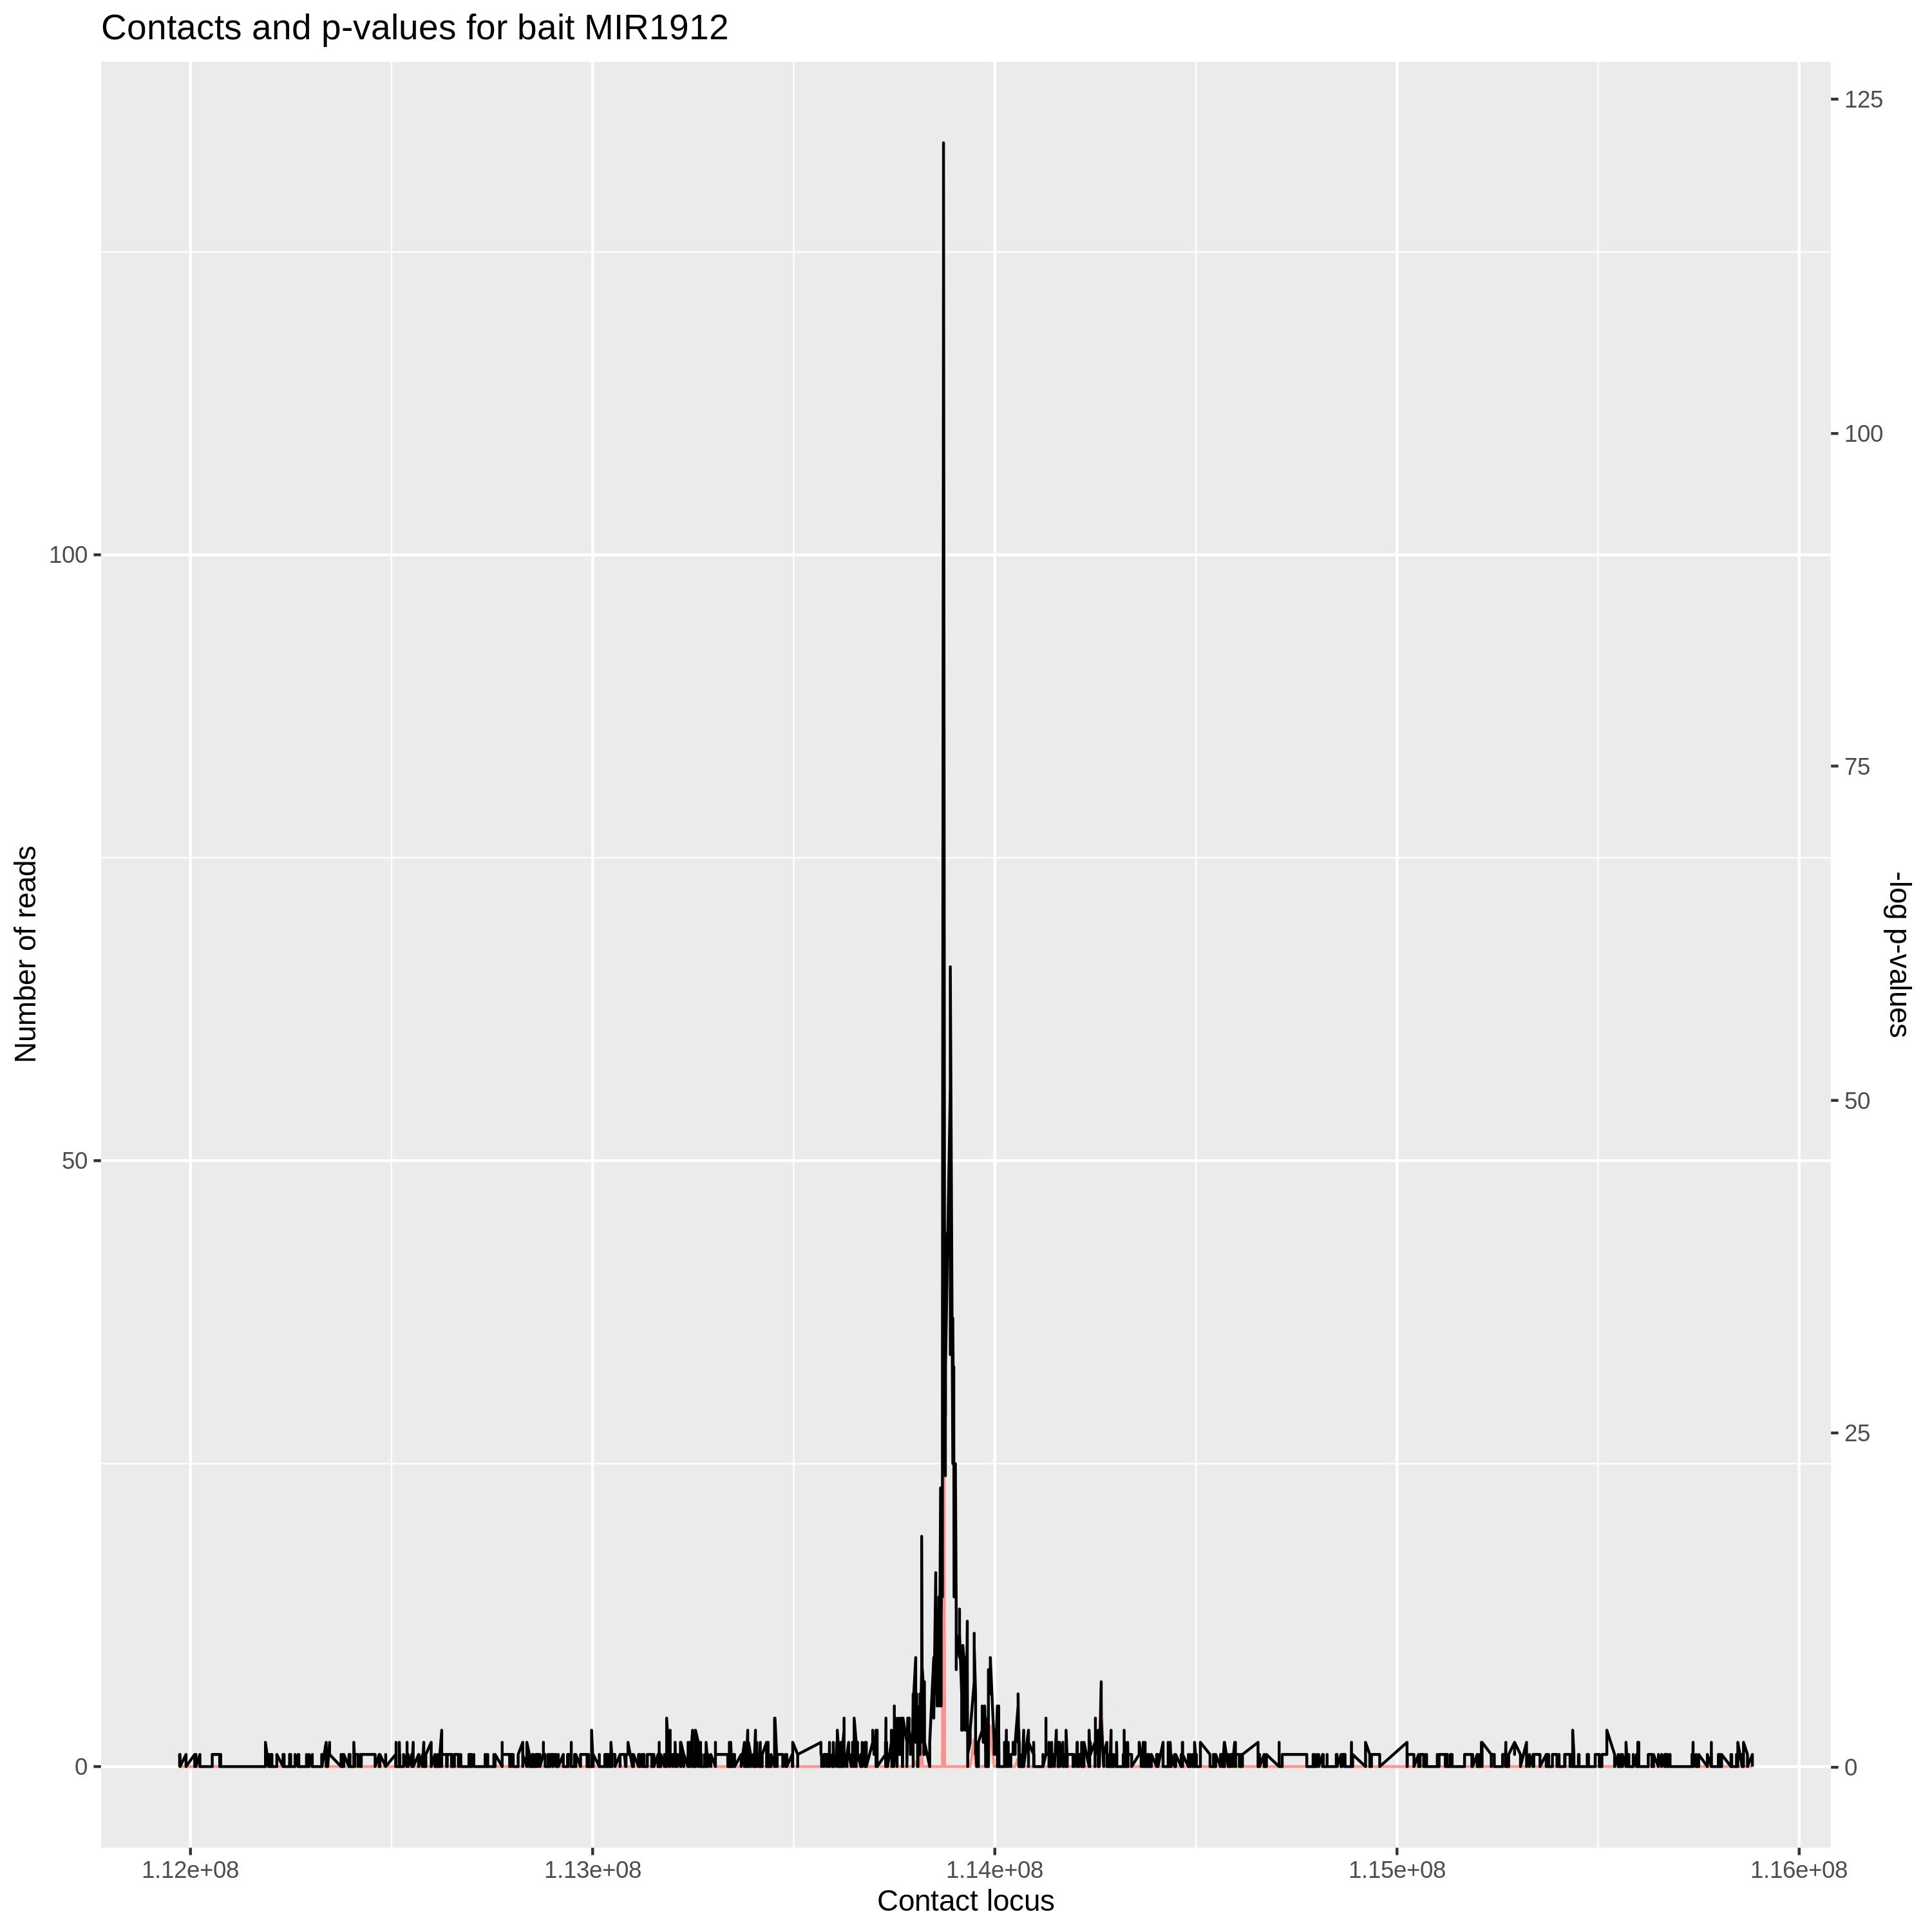 Contacts and p-values for bait MIR1912
125
100
100
75
50
50
25
0
0
Number of reads
-log p-values
1.12e+08 1.13e+08 1.14e+08 1.15e+08 1.16e+08
Contact locus